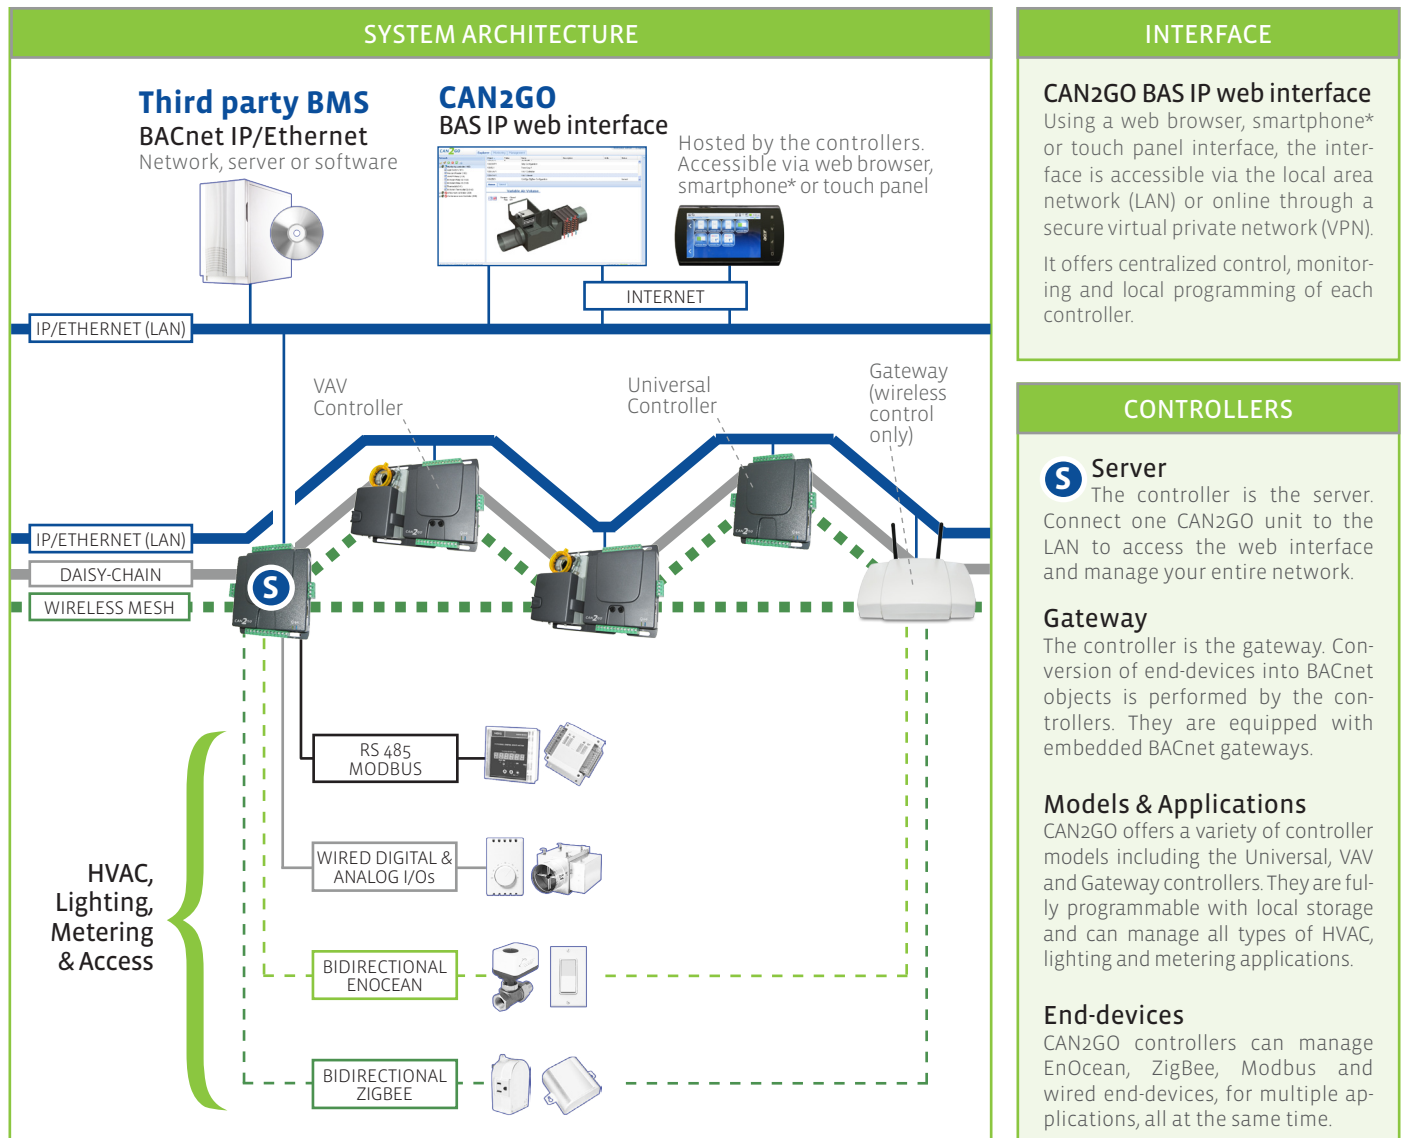 SYSTEM ARCHITECTURE
Third party BMS
BACnet IP/Ethernet
Network, server or software
CAN2GO
BAS IP web interface
Hosted by the controllers.
Accessible via web browser,
smartphone* or touch panel
INTERNET
IP/ETHERNET (LAN)
VAV
Controller
Universal
Controller
Gateway
(wireless
control
only)
IP/ETHERNET (LAN)
DAISY-CHAIN
WIRELESS MESH
S
RS 485
MODBUS
WIRED DIGITAL &
ANALOG I/Os
HVAC,
Lighting,
Metering
& Access
BIDIRECTIONAL
ENOCEAN
BIDIRECTIONAL
ZIGBEE
INTERFACE
CAN2GO BAS IP web interface
Using a web browser, smartphone*
or touch panel interface, the inter-
face is accessible via the local area
network (LAN) or online through a
secure virtual private network (VPN).
It offers centralized control, monitor-
ing and local programming of each
controller.
CONTROLLERS
S Server
The controller is the server.
Connect one CAN2GO unit to the
LAN to access the web interface
and manage your entire network.
Gateway
The controller is the gateway. Con-
version of end-devices into BACnet
objects is performed by the con-
trollers. They are equipped with
embedded BACnet gateways.
Models & Applications
CAN2GO offers a variety of controller
models including the Universal, VAV
and Gateway controllers. They are ful-
ly programmable with local storage
and can manage all types of HVAC,
lighting and metering applications.
End-devices
CAN2GO controllers can manage
EnOcean, ZigBee, Modbus and
wired end-devices, for multiple ap-
plications, all at the same time.